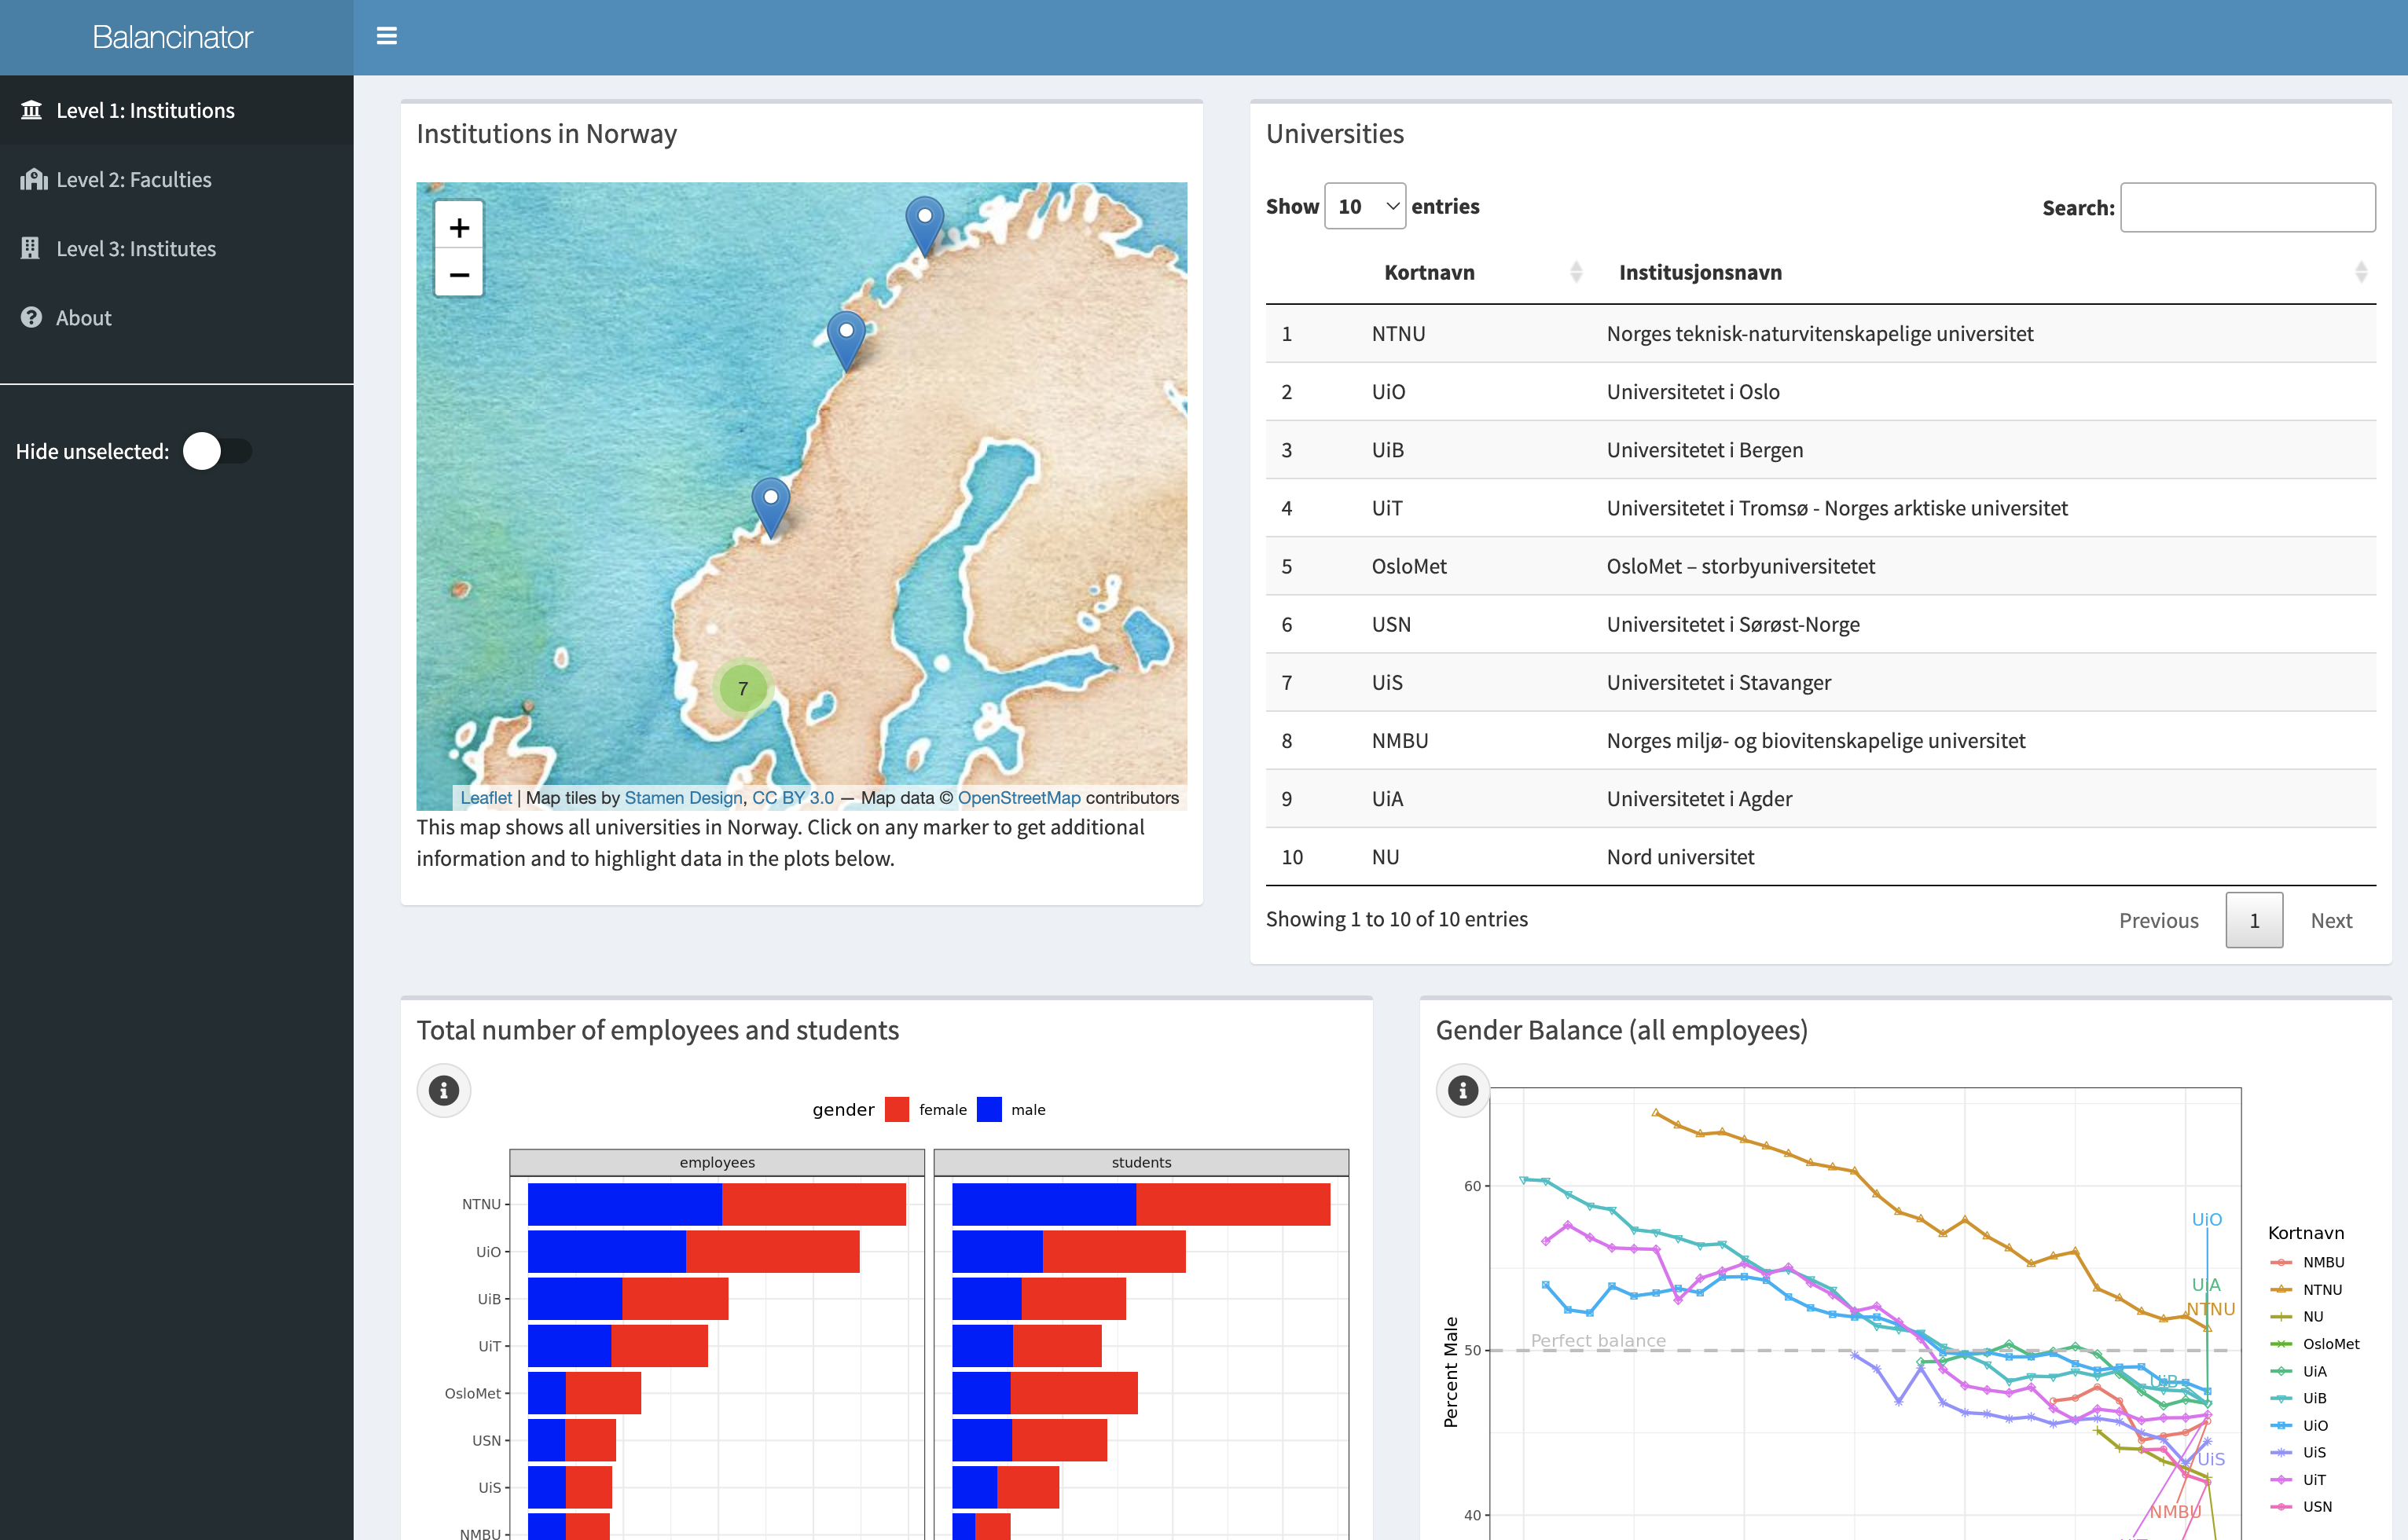 Balancinator
Level 1: Institutions
Level 2: Faculties
Level 3: Institutes
About
Hide unselected:
Institutions in Norway
+
−
7
Leaflet | Map tiles by Stamen Design, CC BY 3.0 — Map data © OpenStreetMap contributors
This map shows all universities in Norway. Click on any marker to get additional
information and to highlight data in the plots below.
Universities
Show 10 entries
Search:
Kortnavn Institusjonsnavn
1 NTNU Norges teknisk-naturvitenskapelige universitet
2 UiO Universitetet i Oslo
3 UiB Universitetet i Bergen
4 UiT Universitetet i Tromsø - Norges arktiske universitet
5 OsloMet OsloMet – storbyuniversitetet
6 USN Universitetet i Sørøst-Norge
7 UiS Universitetet i Stavanger
8 NMBU Norges miljø- og biovitenskapelige universitet
9 UiA Universitetet i Agder
10 NU Nord universitet
Showing 1 to 10 of 10 entries
Previous 1 Next
Total number of employees and students
gender female male
employees students
NTNU
UiO
UiB
UiT
OsloMet
USN
UiS
NMBU
Gender Balance (all employees)
Percent Male
60
50
40
Perfect balance
UiO
UiA
NTNU
UiB
UiS
NMBU
Kortnavn
NMBU
NTNU
NU
OsloMet
UiA
UiB
UiO
UiS
UiT
USN